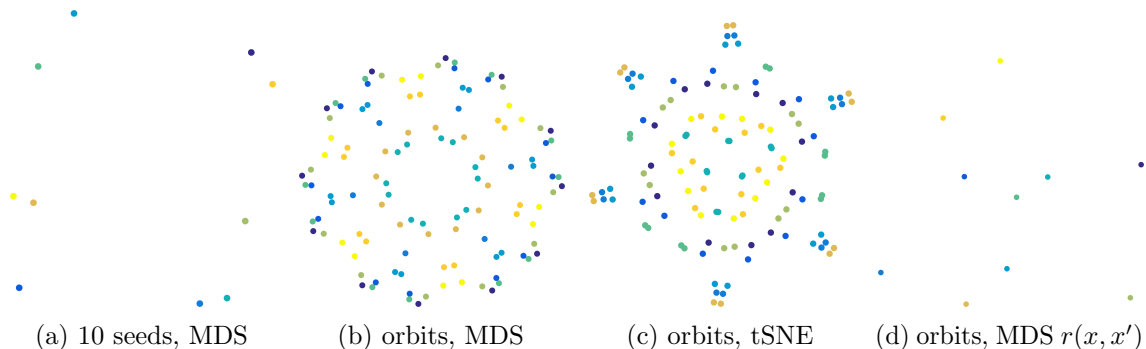 (a) 10 seeds, MDS
(b) orbits, MDS
(c) orbits, tSNE
(d) orbits, MDS r(x, x′)